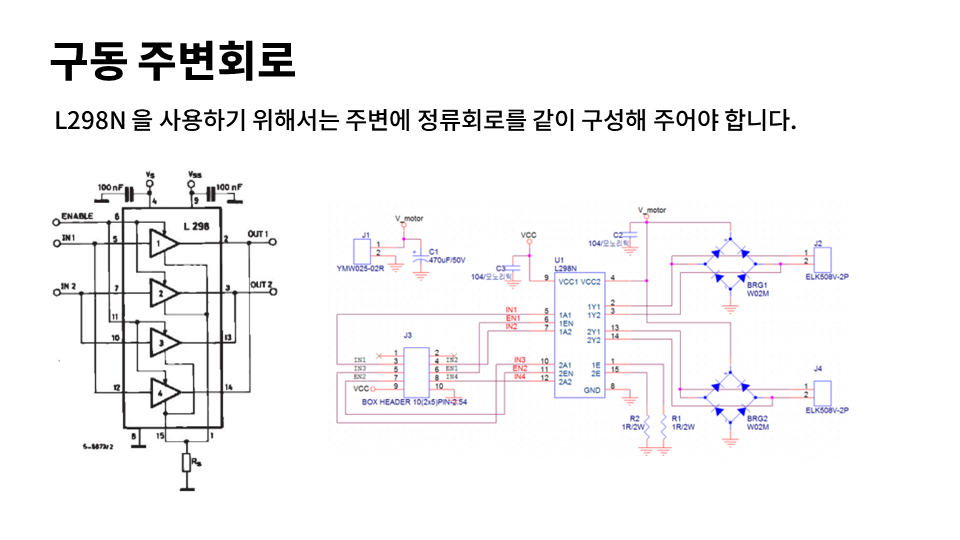 구동 주변회로
L298N 을 사용하기 위해서는 주변에 정류회로를 같이 구성해 주어야 합니다.
Vs
Vss
100 nF
100 nF
4
9
ENABLE
6
L 298
IN 1
5
1
2
OUT 1
IN 2
7
2
3
OUT 2
11
10
3
13
12
4
14
8
15
1
S-5873/2
Rs
V_motor
J1
1
2
YMW025-02R
C1
470uF/50V
VCC
C3
104/모노리틱
V_motor
C2
104/모노리틱
U1
L298N
9
VCC1 VCC2
4
IN1
EN1
IN2
5
6
7
1A1
1EN
1A2
1Y1
1Y2
2
3
2Y1
2Y2
13
14
IN3
EN2
IN4
10
11
12
2A1
2EN
2A2
1E
2E
1
15
GND
8
J3
IN1
IN3
EN2
VCC
1
3
5
7
9
2
4
6
8
10
IN2
EN1
IN4
BOX HEADER 10(2x5)PIN-2.54
R2
1R/2W
R1
1R/2W
BRG1
W02M
J2
1
2
ELK508V-2P
BRG2
W02M
J4
1
2
ELK508V-2P